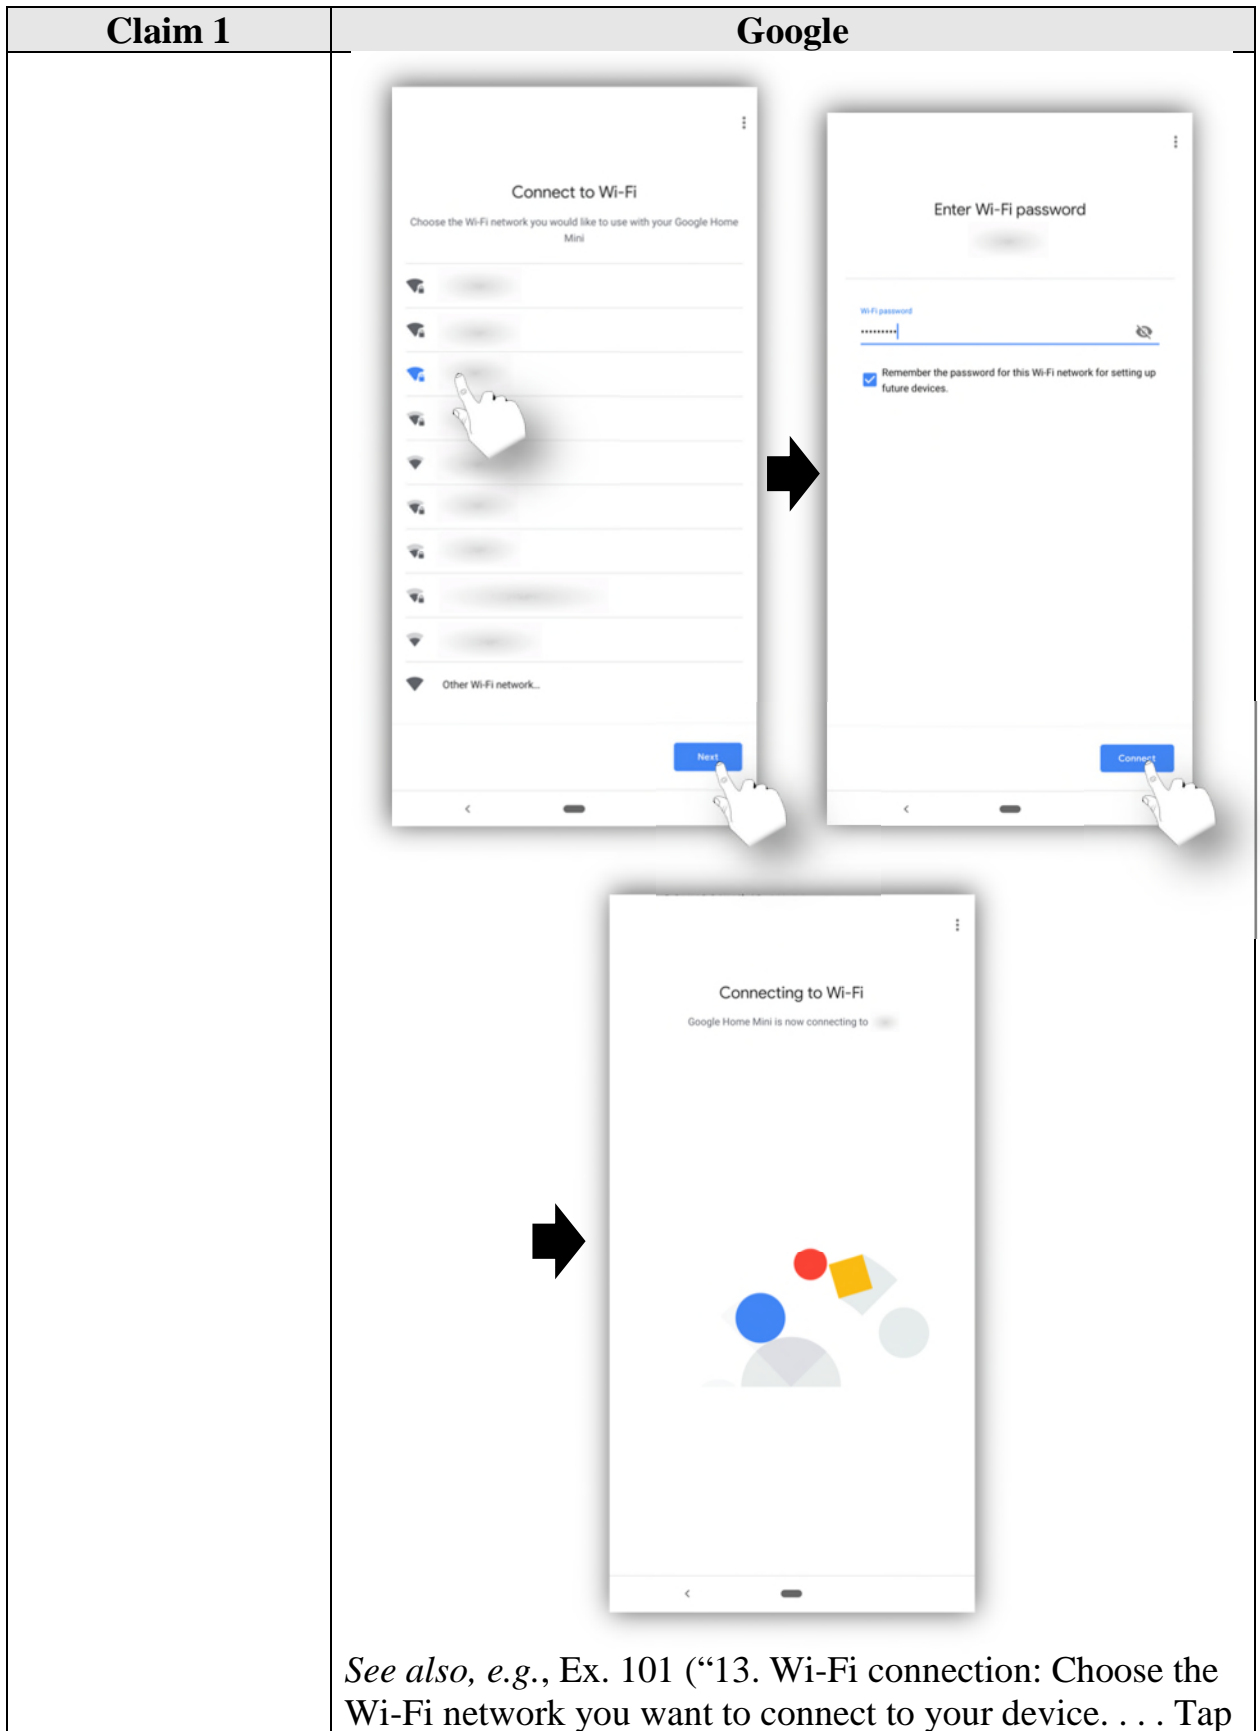 Claim 1
Google
Connect to Wi-Fi
Choose the Wi-Fi network you would like to use with your Google Home
Mini
Other Wi-Fi network...
Next
Enter Wi-Fi password
Wi-Fi password
•••••••••
Remember the password for this Wi-Fi network for setting up
future devices.
Connect
Connecting to Wi-Fi
Google Home Mini is now connecting to
See also, e.g., Ex. 101 (“13. Wi-Fi connection: Choose the
Wi-Fi network you want to connect to your device. . . . Tap